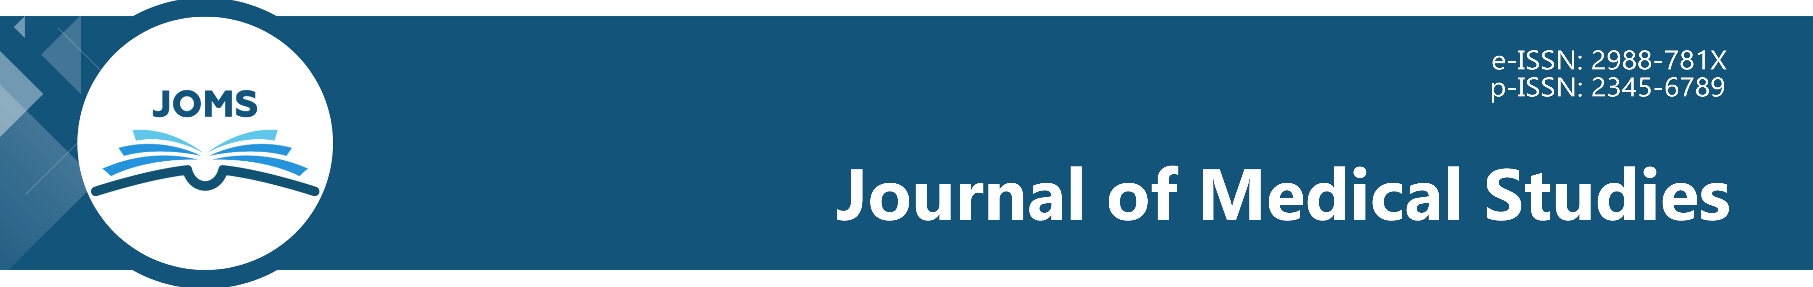 JOMS
e-ISSN: 2988-781X
p-ISSN: 2345-6789
Journal of Medical Studies